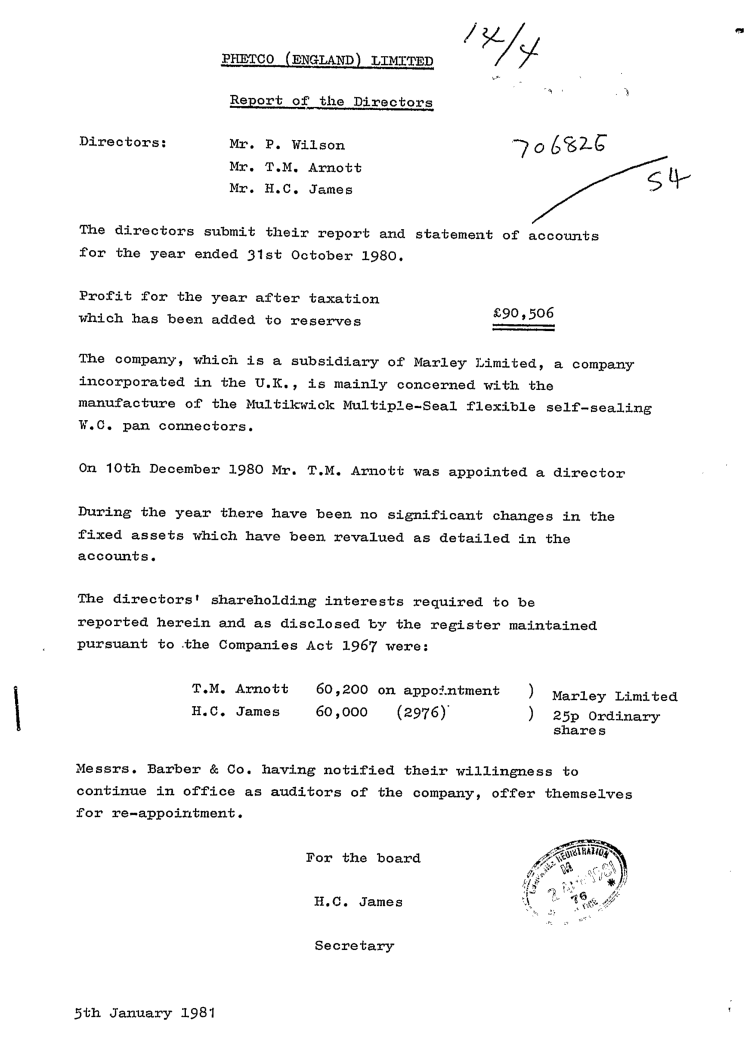 14/4
PHETCO (ENGLAND) LIMITED
Report of the Directors
Directors: Mr. P. Wilson
Mr. T.M. Arnott
Mr. H.C. James
706826
54
The directors submit their report and statement of accounts
for the year ended 31st October 1980.
Profit for the year after taxation
which has been added to reserves £90,506
The company, which is a subsidiary of Marley Limited, a company
incorporated in the U.K., is mainly concerned with the
manufacture of the Multikwick Multiple-Seal flexible self-sealing
W.C. pan connectors.
On 10th December 1980 Mr. T.M. Arnott was appointed a director
During the year there have been no significant changes in the
fixed assets which have been revalued as detailed in the
accounts.
The directors' shareholding interests required to be
reported herein and as disclosed by the register maintained
pursuant to the Companies Act 1967 were:
T.M. Arnott 60,200 on appointment ) Marley Limited
H.C. James 60,000 (2976) ) 25p Ordinary
shares
Messrs. Barber & Co. having notified their willingness to
continue in office as auditors of the company, offer themselves
for re-appointment.
For the board
H.C. James
Secretary
REGISTRATION
2 1981
76
5th January 1981